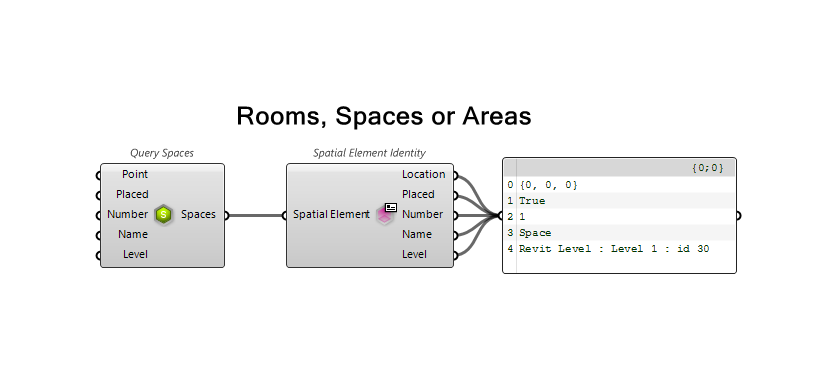 Rooms, Spaces or Areas
Query Spaces
Point
Placed
Number
Name
Level
S
Spaces
Spatial Element Identity
Spatial Element
Location
Placed
Number
Name
Level
{0;0}
0 {0, 0, 0}
1 True
2 1
3 Space
4 Revit Level : Level 1 : id 30